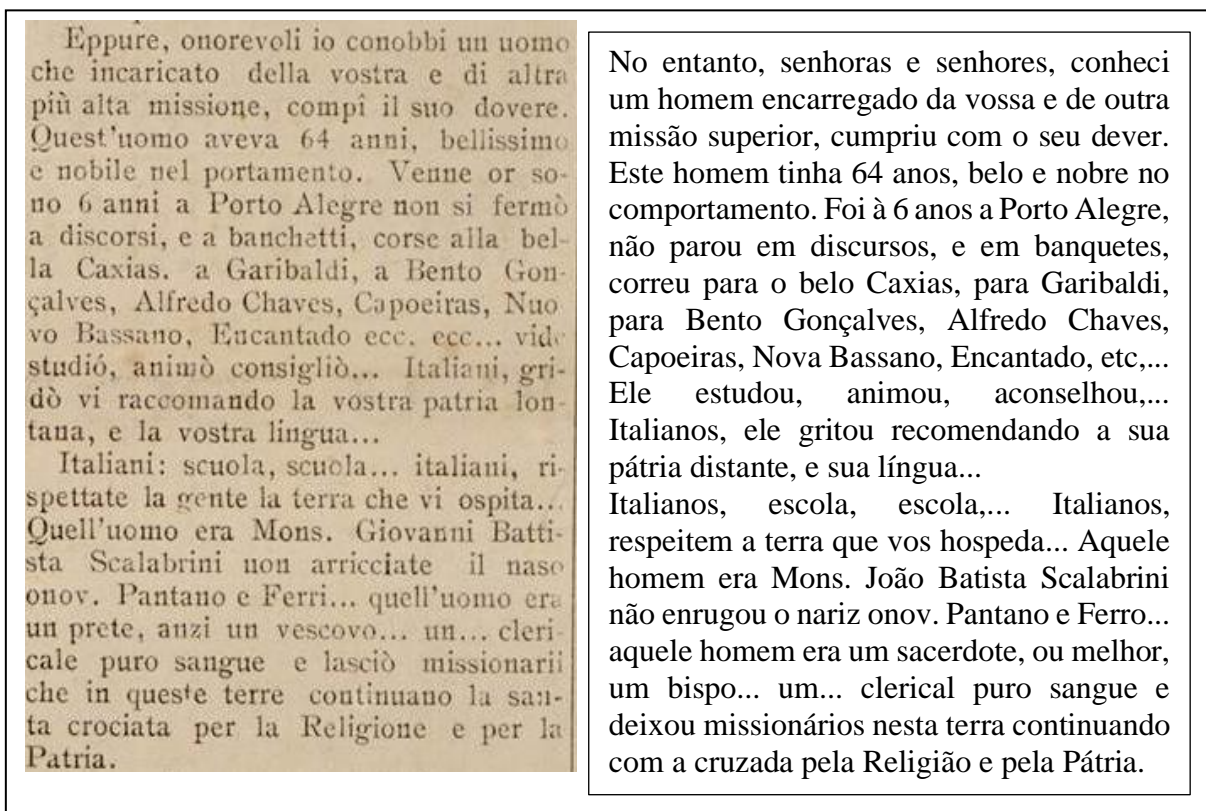 Eppure, onorevoli io conobbi un uomo
che incaricato della vostra e di altra
più alta missione, compì il suo dovere.
Quest'uomo aveva 64 anni, bellissimo
e nobile nel portamento. Venne or so-
no 6 anni a Porto Alegre non si fermò
a discorsi, e a banchetti, corse alla bel-
la Caxias. a Garibaldi, a Bento Gon-
çalves, Alfredo Chaves, Capoeiras, Nuo
vo Bassano, Encantado ecc. ecc... vide
studió, animò consigliò... Italiani, gri-
dò vi raccomando la vostra patria lon-
tana, e la vostra lingua...
Italiani: scuola, scuola... italiani, ri-
spettate la gente la terra che vi ospita...
Quell'uomo era Mons. Giovanni Batti-
sta Scalabrini non arricciate il naso
onov. Pantano e Ferri... quell'uomo era
un prete, anzi un vescovo... un... cleri-
cale puro sangue e lasciò missionarii
che in queste terre continuano la san-
ta crociata per la Religione e per la
Patria.
No entanto, senhoras e senhores, conheci
um homem encarregado da vossa e de outra
missão superior, cumpriu com o seu dever.
Este homem tinha 64 anos, belo e nobre no
comportamento. Foi à 6 anos a Porto Alegre,
não parou em discursos, e em banquetes,
correu para o belo Caxias, para Garibaldi,
para Bento Gonçalves, Alfredo Chaves,
Capoeiras, Nova Bassano, Encantado, etc,...
Ele estudou, animou, aconselhou,...
Italianos, ele gritou recomendando a sua
pátria distante, e sua língua...
Italianos, escola, escola,... Italianos,
respeitem a terra que vos hospeda... Aquele
homem era Mons. João Batista Scalabrini
não enrugou o nariz onov. Pantano e Ferro...
aquele homem era um sacerdote, ou melhor,
um bispo... um... clerical puro sangue e
deixou missionários nesta terra continuando
com a cruzada pela Religião e pela Pátria.